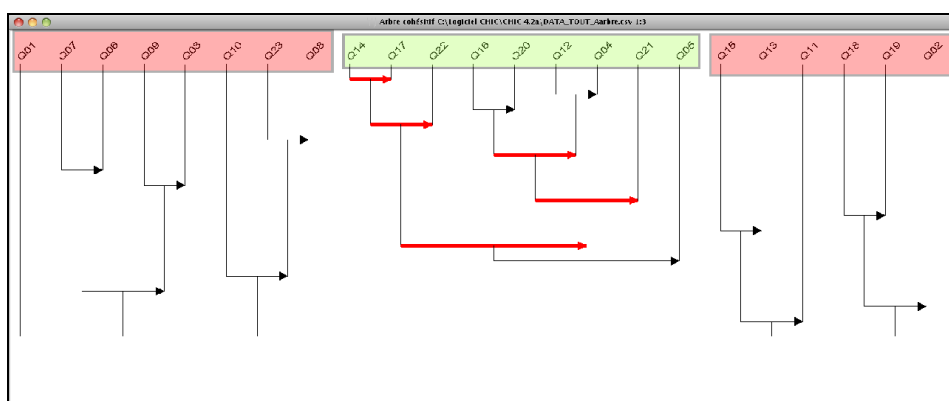 Arbre cohésitif C:\Logiciel CHIC\CHIC 4.2a\DATA_TOUT_Aarbre.csv 1:3
Q01 Q07 Q06 Q09 Q03 Q10 Q23 Q08 Q14 Q17 Q22 Q16 Q20 Q12 Q04 Q21 Q05 Q15 Q13 Q11 Q18 Q19 Q02